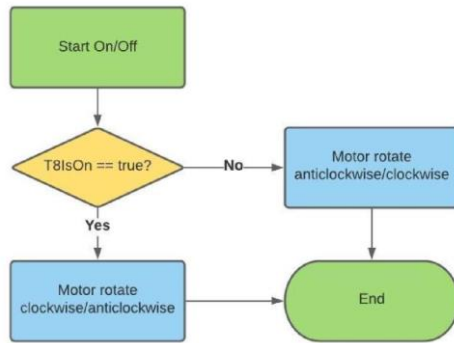 Start On/Off
T8IsOn == true?
No
Motor rotate
anticlockwise/clockwise
Yes
Motor rotate
clockwise/anticlockwise
End